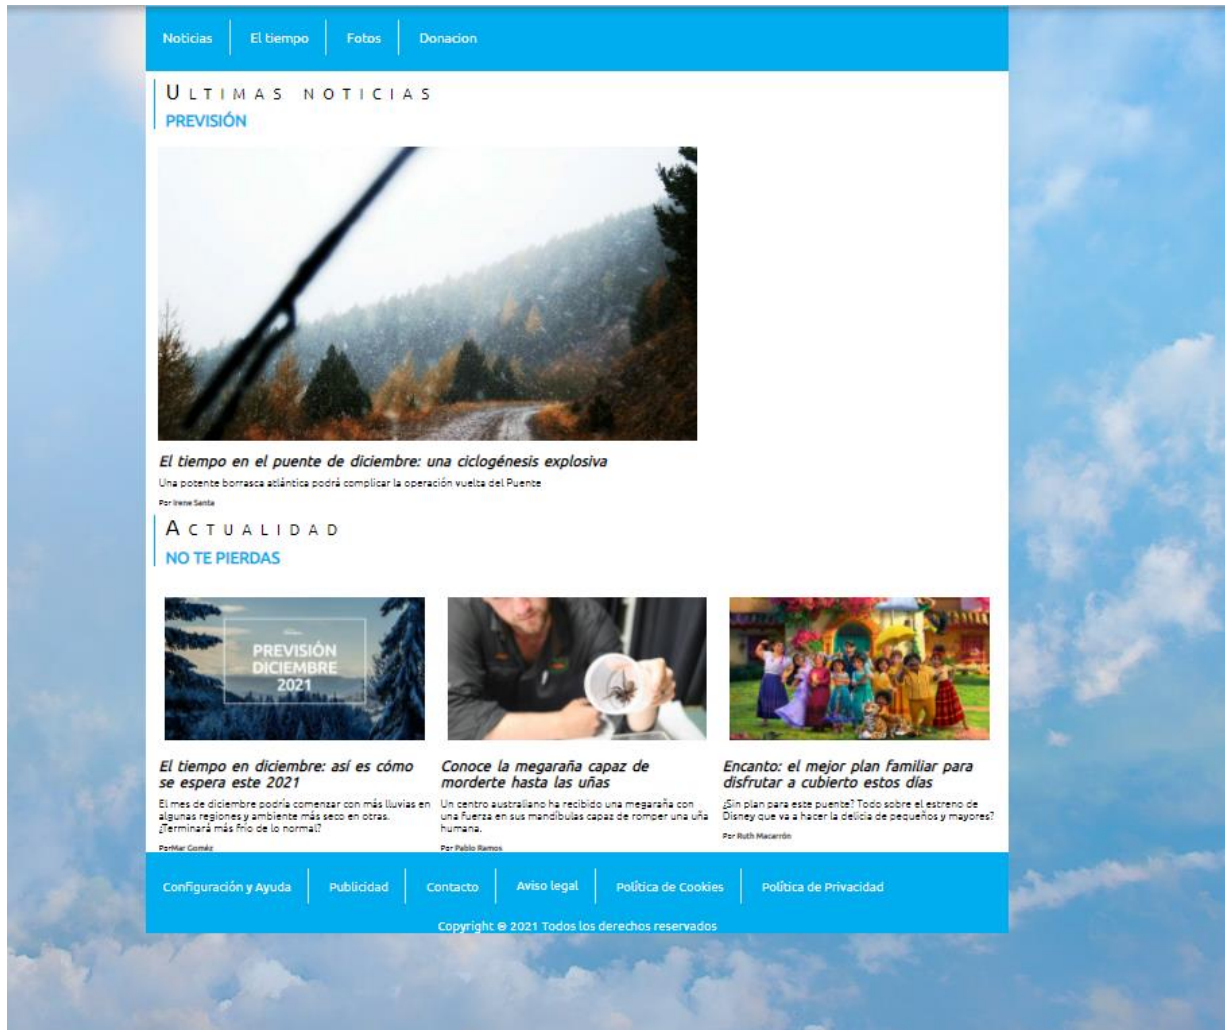 Noticias El tiempo Fotos Donacion
Ultimas noticias
PREVISIÓN
El tiempo en el puente de diciembre: una ciclogénesis explosiva
Una potente borrasca atlántica podrá complicar la operación vuelta del Puente
Por Irene Santa
Actualidad
NO TE PIERDAS
PREVISIÓN
DICIEMBRE
2021
El tiempo en diciembre: así es cómo
se espera este 2021
El mes de diciembre podría comenzar con más lluvias en
algunas regiones y ambiente más seco en otras.
¿Terminará más frío de lo normal?
PorMar Goméz
Conoce la megaraña capaz de
morderte hasta las uñas
Un centro australiano ha recibido una megaraña con
una fuerza en sus mandíbulas capaz de romper una uña
humana.
Por Pablo Ramos
Encanto: el mejor plan familiar para
disfrutar a cubierto estos días
¿Sin plan para este puente? Todo sobre el estreno de
Disney que va a hacer la delicia de pequeños y mayores?
Por Ruth Macarrón
Configuración y Ayuda Publicidad Contacto Aviso legal Política de Cookies Política de Privacidad
Copyright © 2021 Todos los derechos reservados